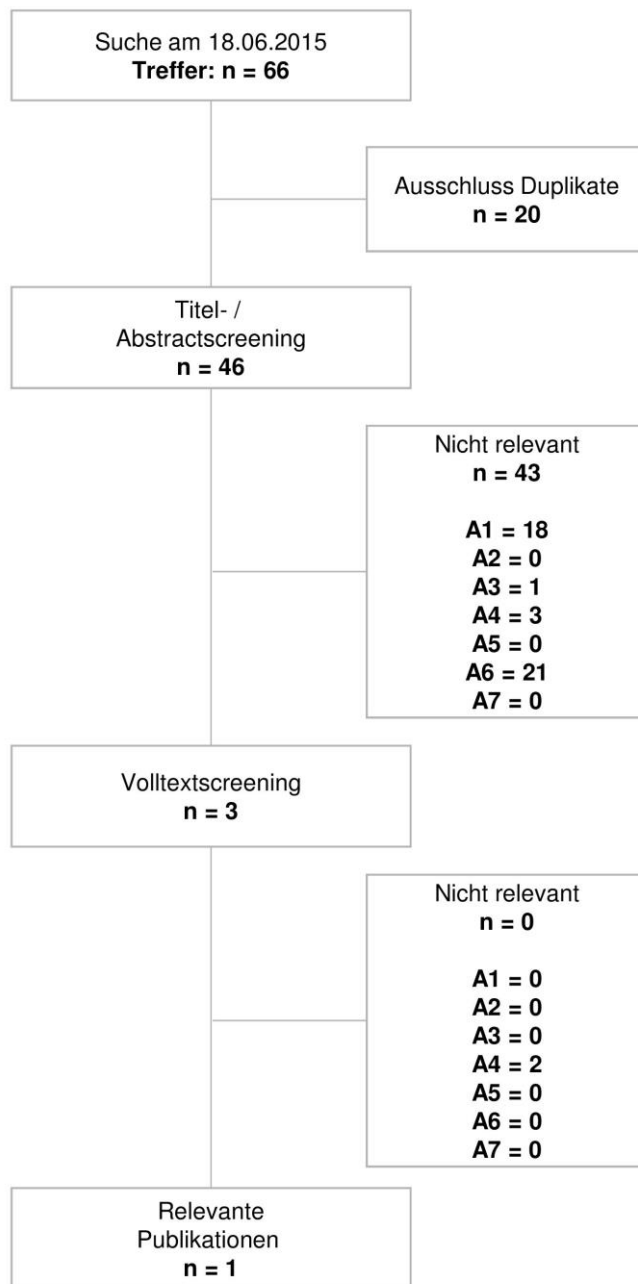 Suche am 18.06.2015
Treffer: n = 66
Ausschluss Duplikate
n = 20
Titel- /
Abstractscreening
n = 46
Nicht relevant
n = 43
A1 = 18
A2 = 0
A3 = 1
A4 = 3
A5 = 0
A6 = 21
A7 = 0
Volltextscreening
n = 3
Nicht relevant
n = 0
A1 = 0
A2 = 0
A3 = 0
A4 = 2
A5 = 0
A6 = 0
A7 = 0
Relevante
Publikationen
n = 1